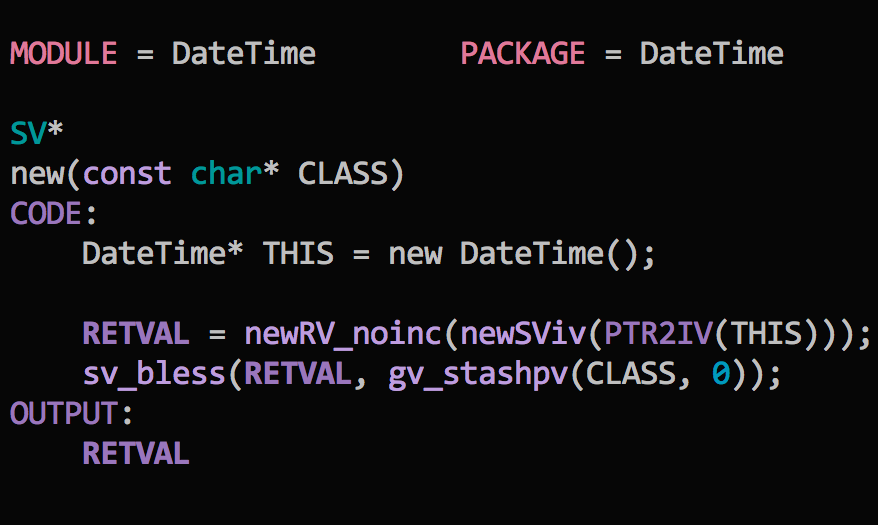 MODULE = DateTime        PACKAGE = DateTime
SV*
new(const char* CLASS)
CODE:
    DateTime* THIS = new DateTime();
    RETVAL = newRV_noinc(newSViv(PTR2IV(THIS)));
    sv_bless(RETVAL, gv_stashpv(CLASS, 0));
OUTPUT:
    RETVAL